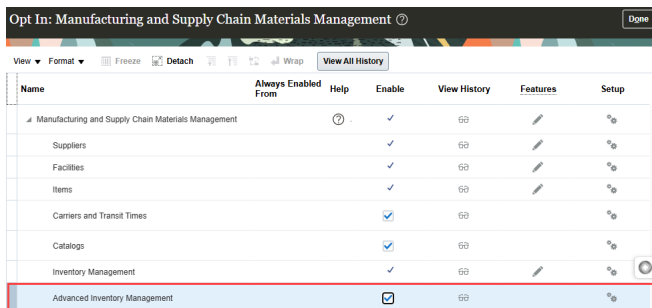 Opt In: Manufacturing and Supply Chain Materials Management Done
View Format Freeze Detach Wrap View All History
Name Always Enabled From Help Enable View History Features Setup
Manufacturing and Supply Chain Materials Management
Suppliers
Facilities
Items
Carriers and Transit Times
Catalogs
Inventory Management
Advanced Inventory Management